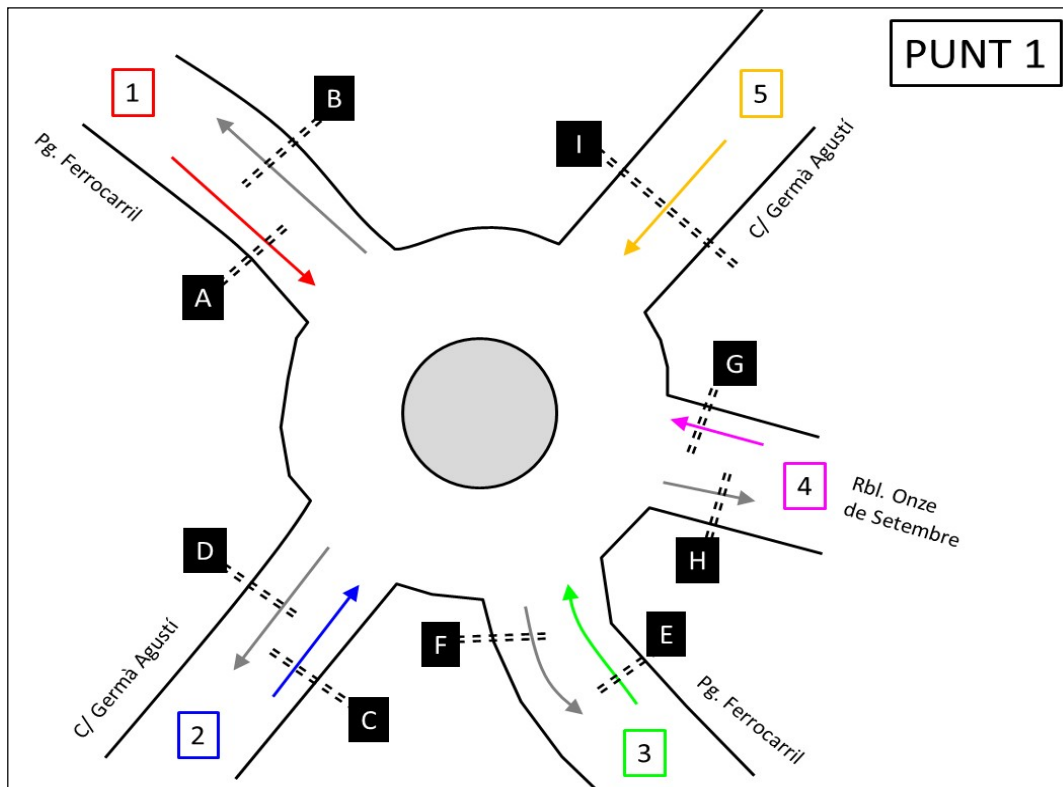 PUNT 1
1
B
5
I
Pg. Ferrocarril
C/ Germà Agustí
A
G
4
Rbl. Onze
de Setembre
D
H
F
E
C/ Germà Agustí
C
Pg. Ferrocarril
2
3